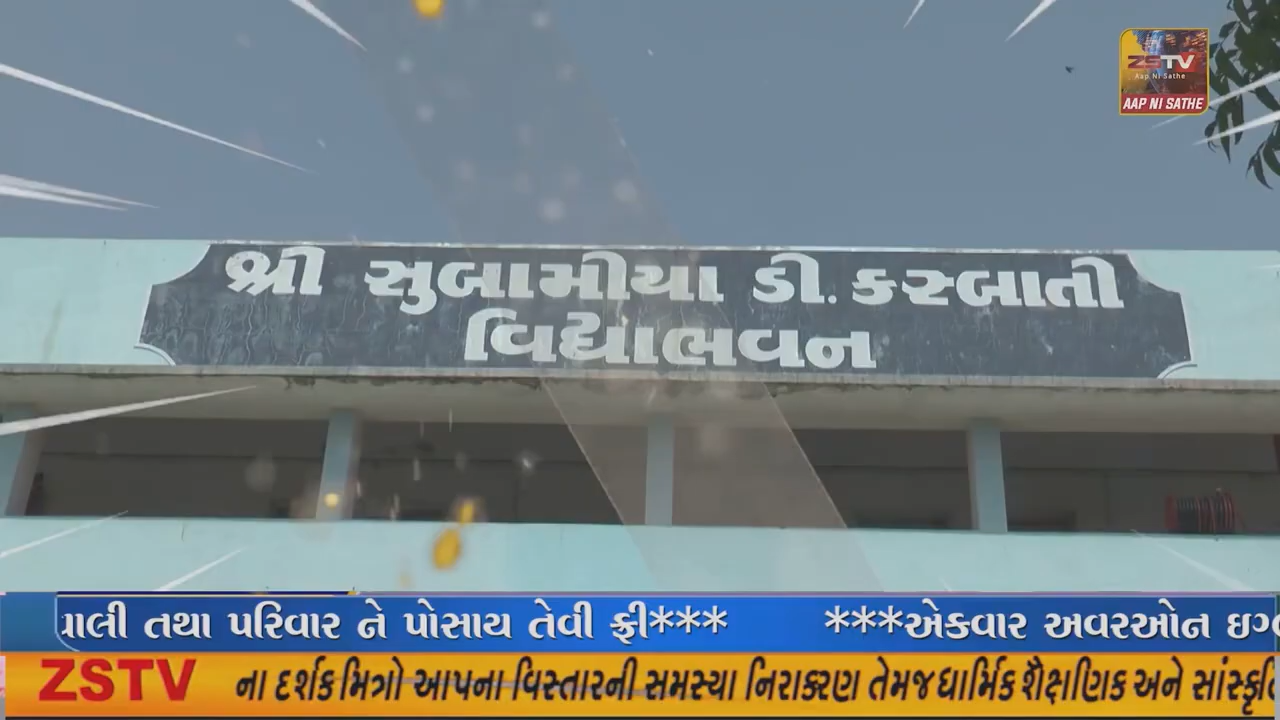 ZSTV
Aap Ni Sathe
AAP NI SATHE
શ્રી સુબામીયા ડી. કરબાતી
વિદ્યાભવન
તથા પરિવાર ને પોસાય તેવી ફ્રી*** ***એકવાર અવરઓન
ZSTV ના દર્શક મિત્રો આપના વિસ્તારની સમસ્યા નિરાકરણ તેમજ ધાર્મિક શૈક્ષણિક અને